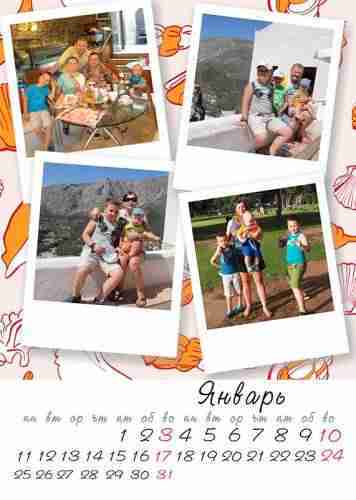 Январь
пн вт ср чт пт сб во пн вт ср чт пт сб во
1 2 3 4 5 6 7 8 9 10
11 12 13 14 15 16 17 18 19 20 21 22 23 24
25 26 27 28 29 30 31